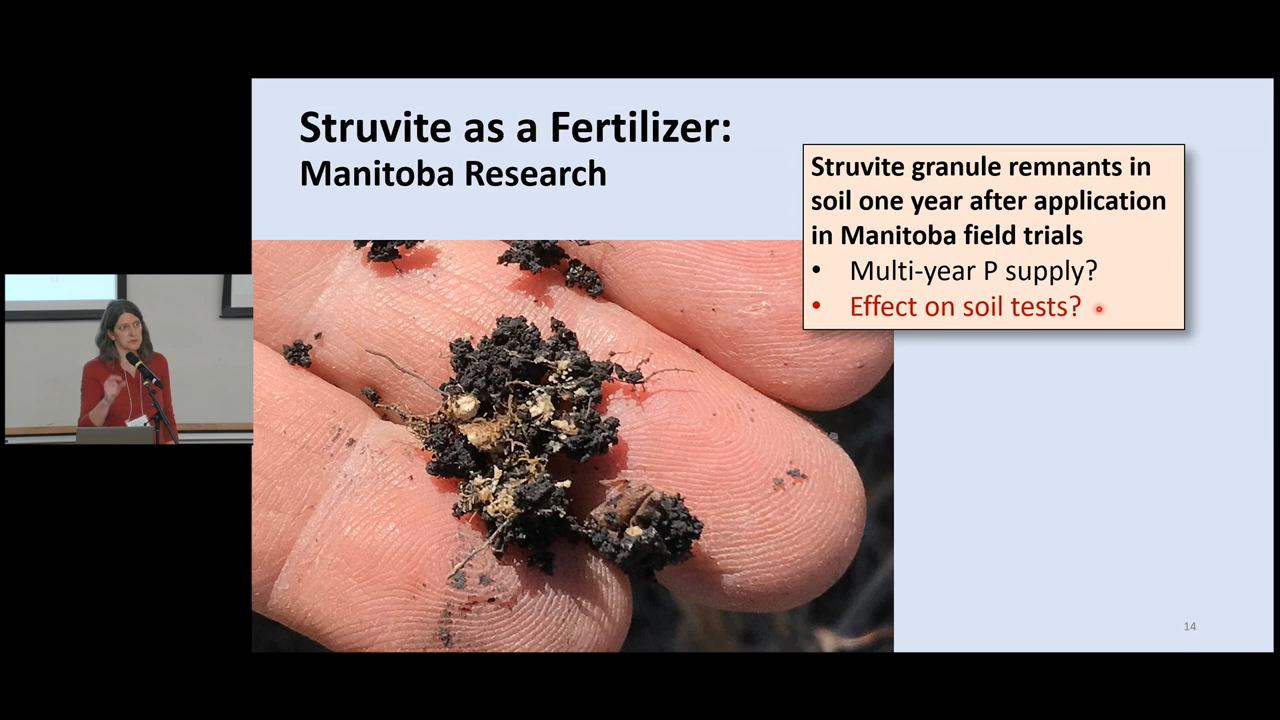 Struvite as a Fertilizer:
Manitoba Research
Struvite granule remnants in
soil one year after application
in Manitoba field trials
• Multi-year P supply?
• Effect on soil tests?
14